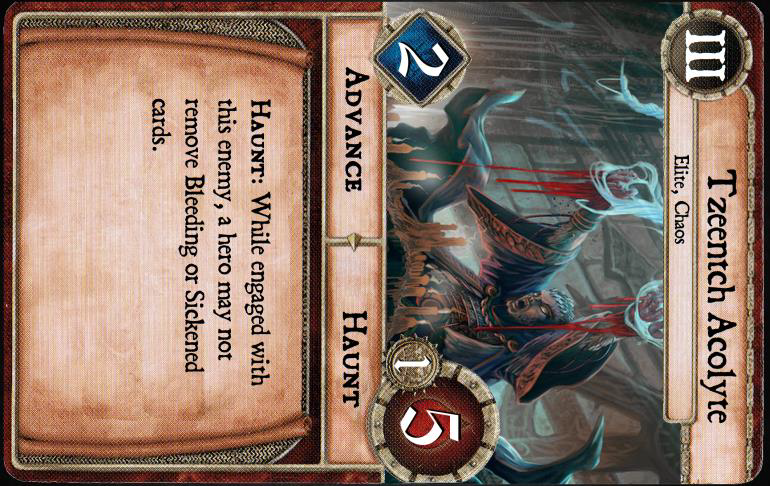 III
Tzeentch Acolyte
Elite, Chaos
2
1
5
ADVANCE
HAUNT
HAUNT: While engaged with
this enemy, a hero may not
remove Bleeding or Sickened
cards.